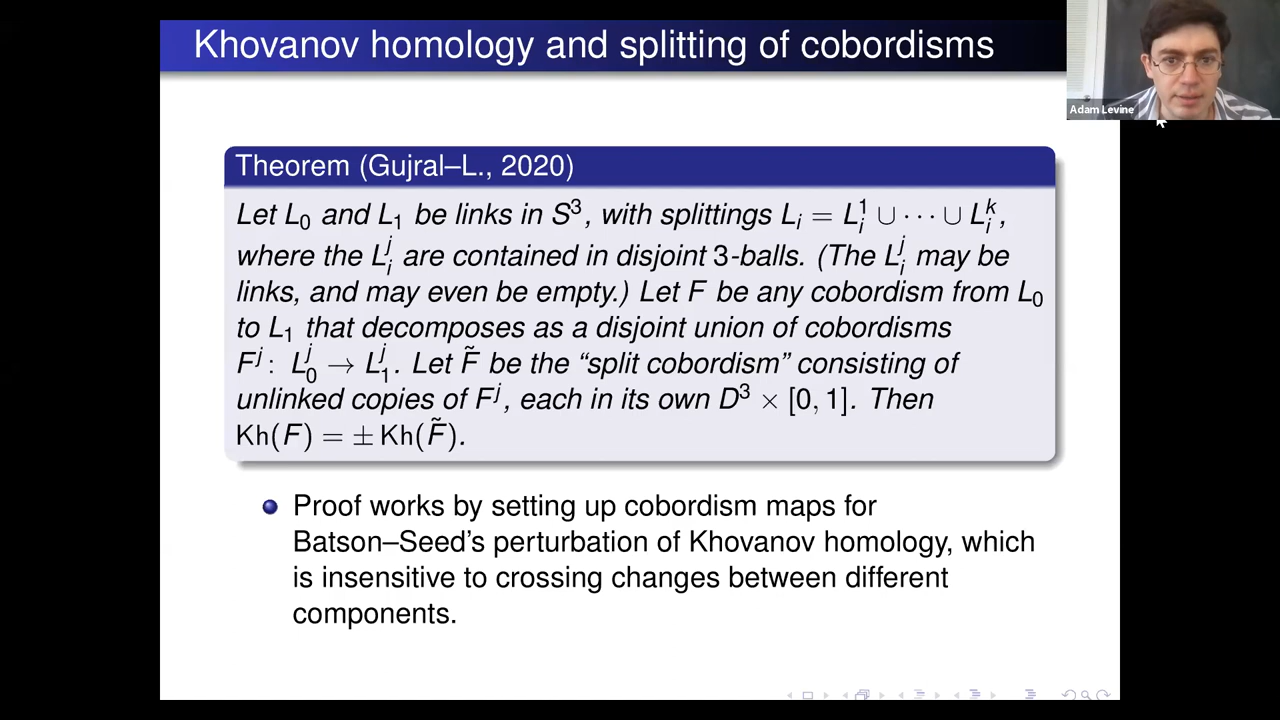 Khovanov homology and splitting of cobordisms
Adam Levine
Theorem (Gujral–L., 2020)
Let L₀ and L₁ be links in S³, with splittings Lᵢ = Lᵢ¹ ∪ ⋯ ∪ Lᵢᵏ,
where the Lᵢʲ are contained in disjoint 3-balls. (The Lᵢʲ may be
links, and may even be empty.) Let F be any cobordism from L₀
to L₁ that decomposes as a disjoint union of cobordisms
Fʲ: L₀ʲ → L₁ʲ. Let F̃ be the “split cobordism” consisting of
unlinked copies of Fʲ, each in its own D³ × [0, 1]. Then
Kh(F) = ± Kh(F̃).
Proof works by setting up cobordism maps for
Batson–Seed’s perturbation of Khovanov homology, which
is insensitive to crossing changes between different
components.